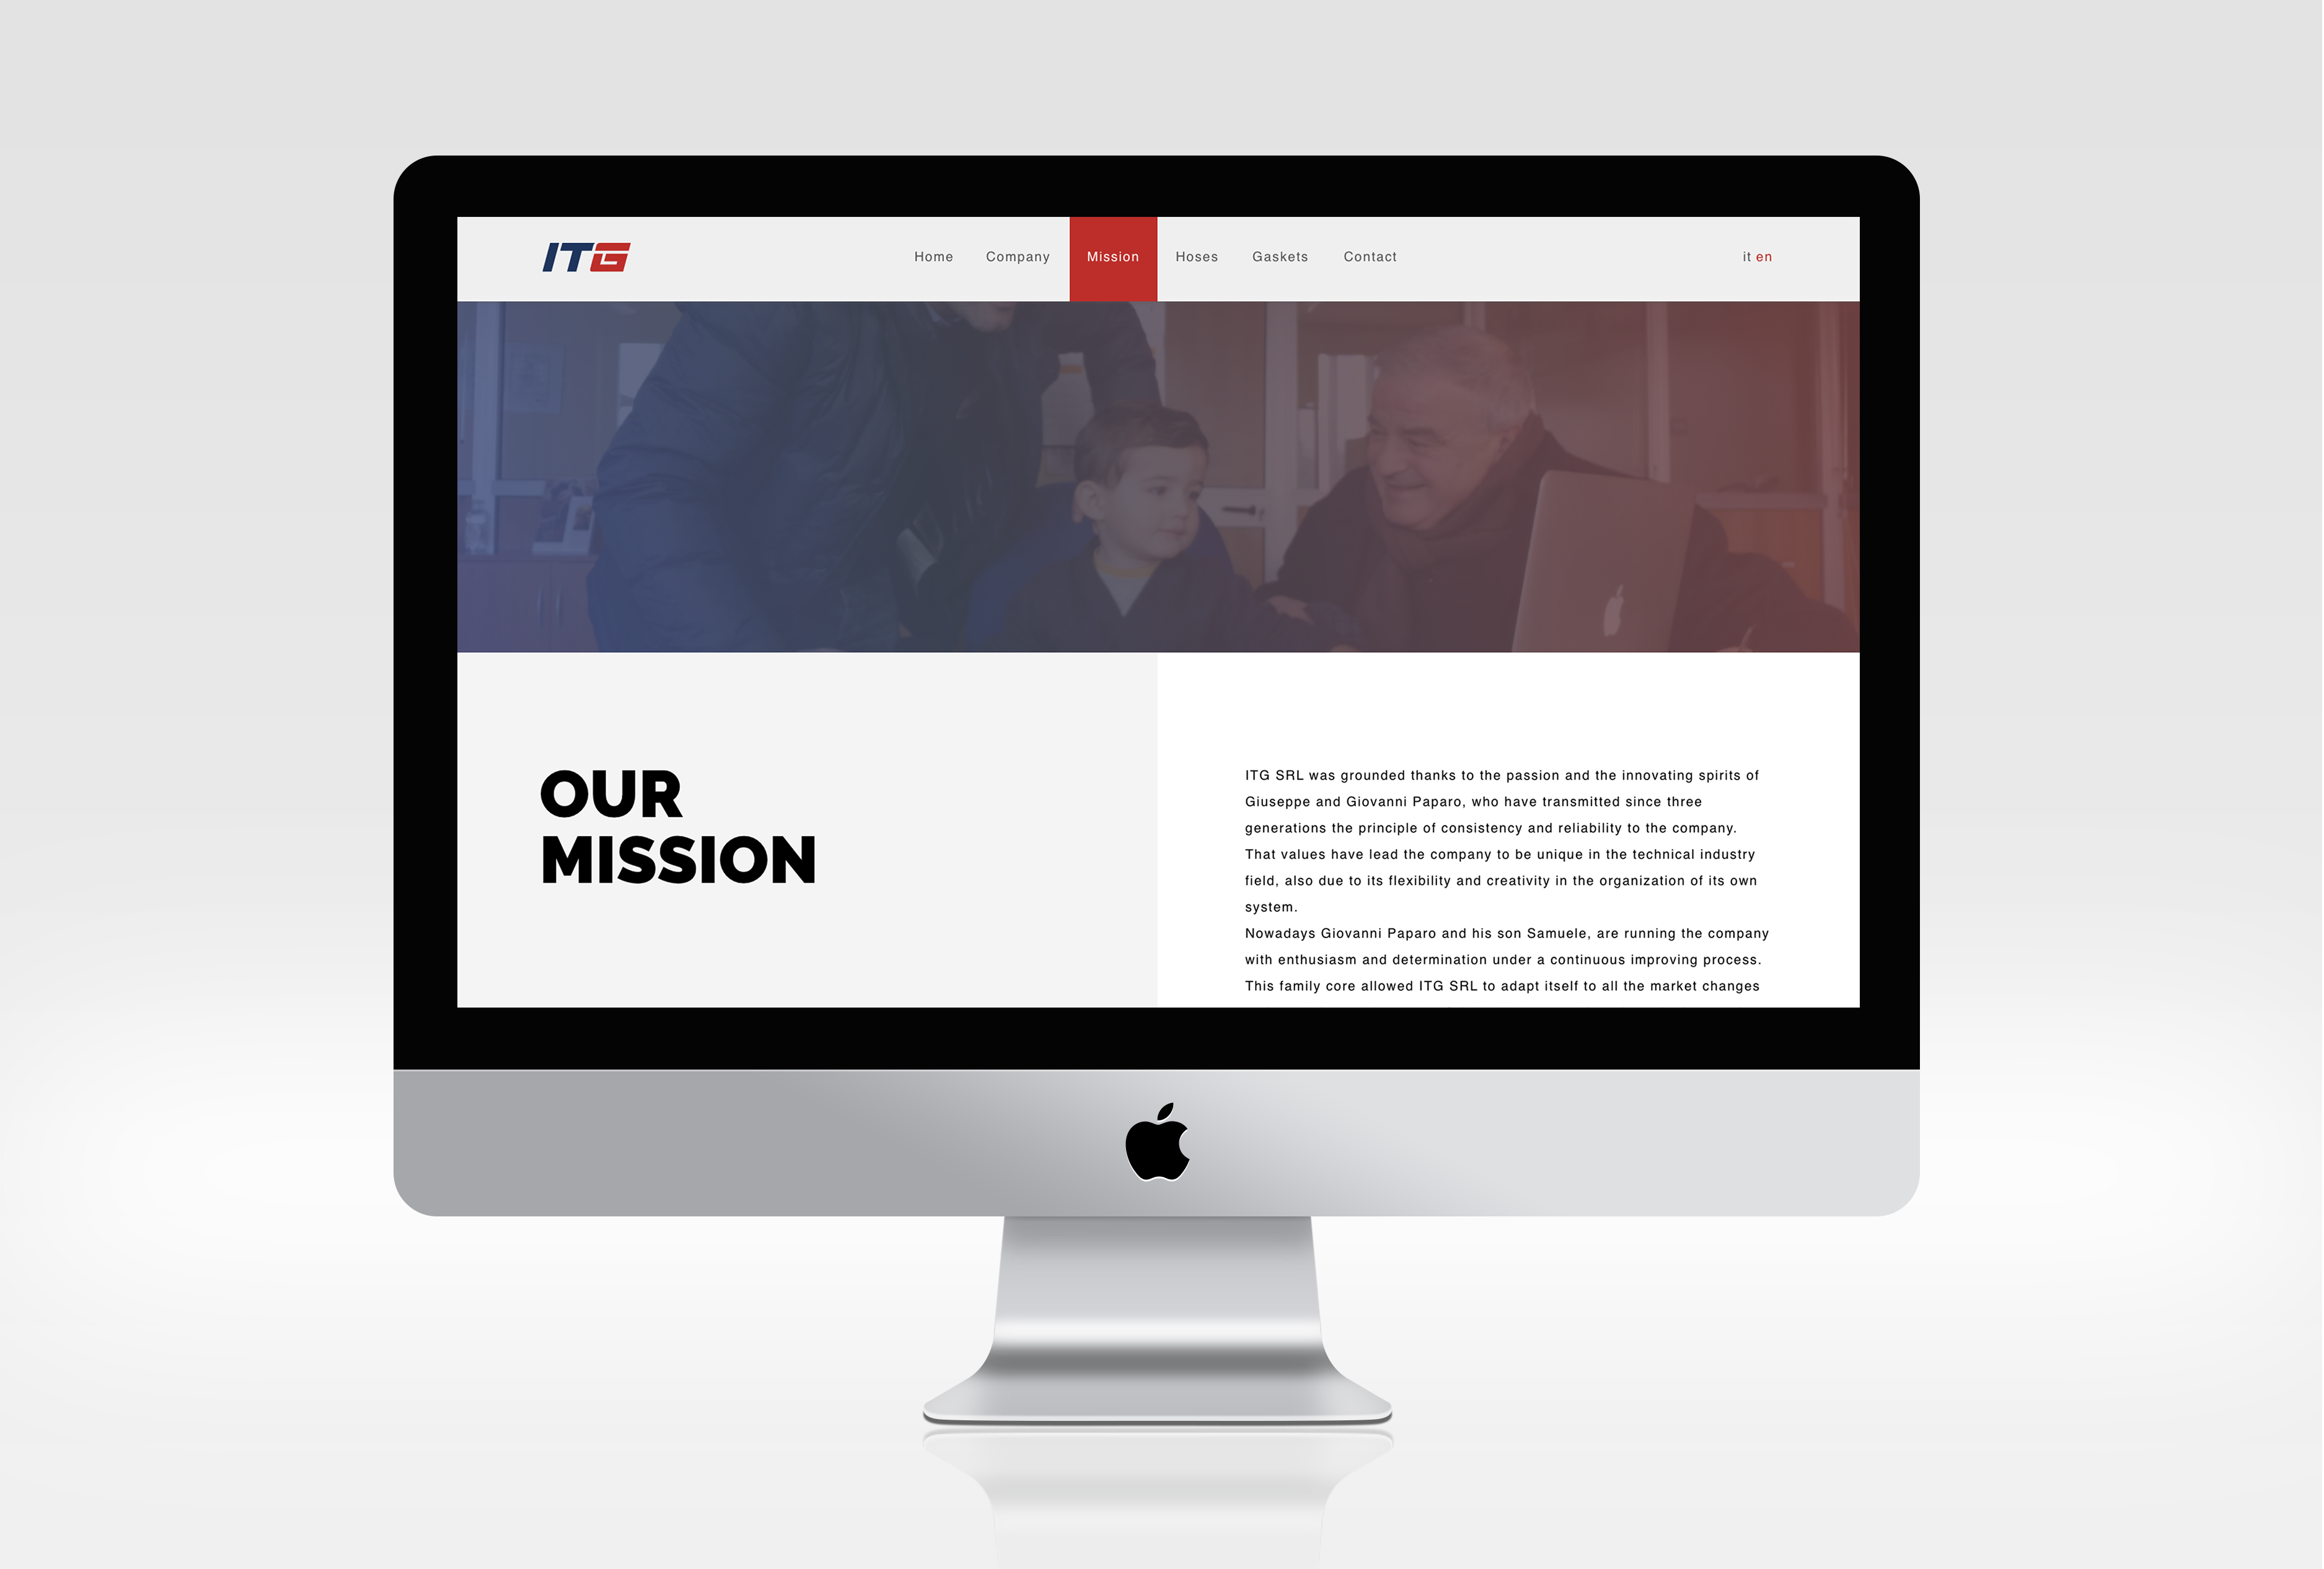 ITG
Home Company Mission Hoses Gaskets Contact it en
OUR
MISSION
ITG SRL was grounded thanks to the passion and the innovating spirits of
Giuseppe and Giovanni Paparo, who have transmitted since three
generations the principle of consistency and reliability to the company.
That values have lead the company to be unique in the technical industry
field, also due to its flexibility and creativity in the organization of its own
system.
Nowadays Giovanni Paparo and his son Samuele, are running the company
with enthusiasm and determination under a continuous improving process.
This family core allowed ITG SRL to adapt itself to all the market changes